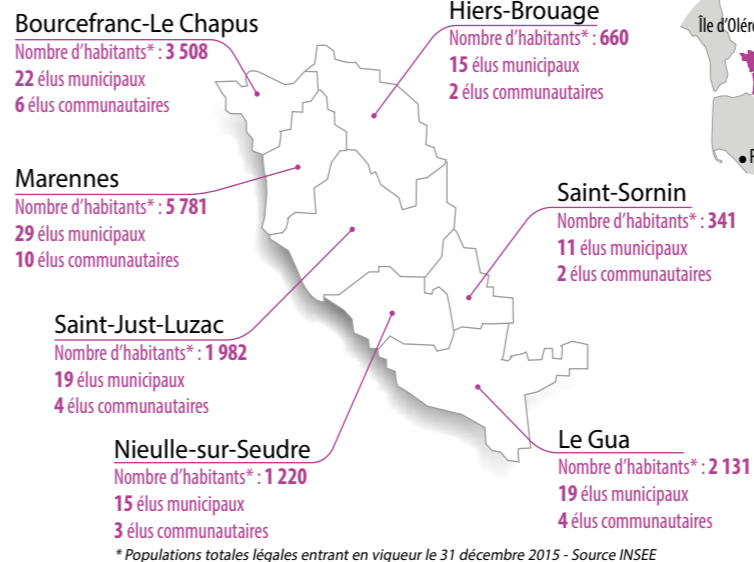 Bourcefranc-Le Chapus
Nombre d'habitants* : 3 508
22 élus municipaux
6 élus communautaires
Hiers-Brouage
Nombre d'habitants* : 660
15 élus municipaux
2 élus communautaires
Île d'Olér
Marennes
Nombre d'habitants* : 5 781
29 élus municipaux
10 élus communautaires
Saint-Sornin
Nombre d'habitants* : 341
11 élus municipaux
2 élus communautaires
Saint-Just-Luzac
Nombre d'habitants* : 1 982
19 élus municipaux
4 élus communautaires
Nieulle-sur-Seudre
Nombre d'habitants* : 1 220
15 élus municipaux
3 élus communautaires
Le Gua
Nombre d'habitants* : 2 131
19 élus municipaux
4 élus communautaires
* Populations totales légales entrant en vigueur le 31 décembre 2015 - Source INSEE